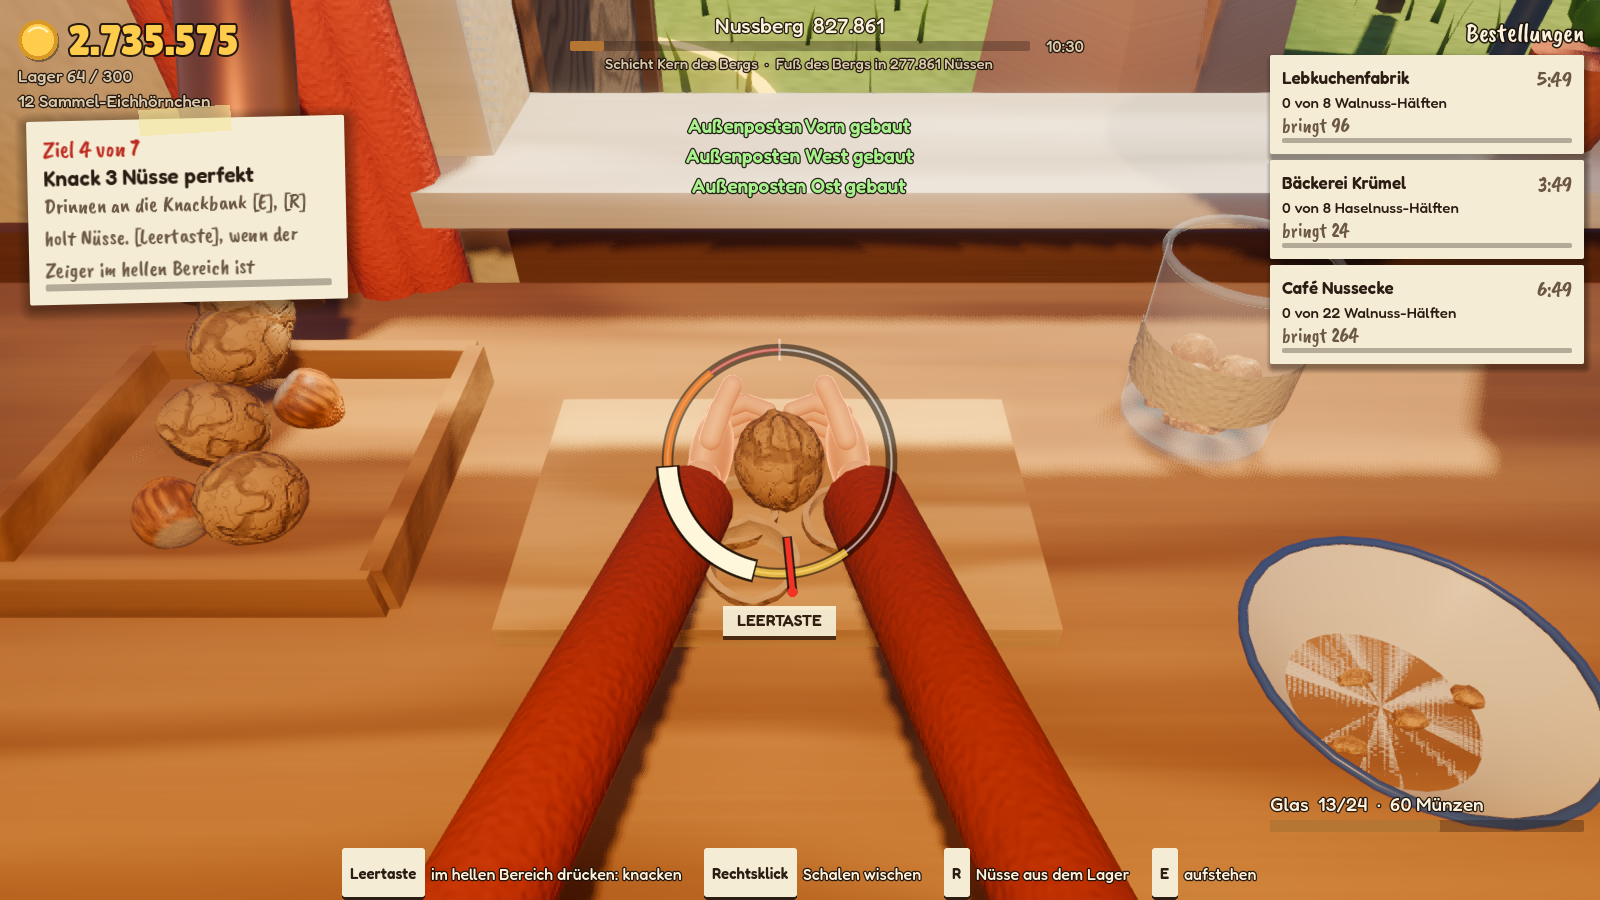 2.735.575
Lager 64 / 300
12 Sammel-Eichhörnchen
Ziel 4 von 7
Knack 3 Nüsse perfekt
Drinnen an die Knackbank [E], [R]
holt Nüsse. [Leertaste], wenn der
Zeiger im hellen Bereich ist
Nussberg 827.861
10:30
Schicht Kern des Bergs · Fuß des Bergs in 277.861 Nüssen
Außenposten Vorn gebaut
Außenposten West gebaut
Außenposten Ost gebaut
Bestellungen
Lebkuchenfabrik 5:49
0 von 8 Walnuss-Hälften
bringt 96
Bäckerei Krümel 3:49
0 von 8 Haselnuss-Hälften
bringt 24
Café Nussecke 6:49
0 von 22 Walnuss-Hälften
bringt 264
LEERTASTE
Glas 13/24 · 60 Münzen
Leertaste im hellen Bereich drücken: knacken Rechtsklick Schalen wischen R Nüsse aus dem Lager E aufstehen